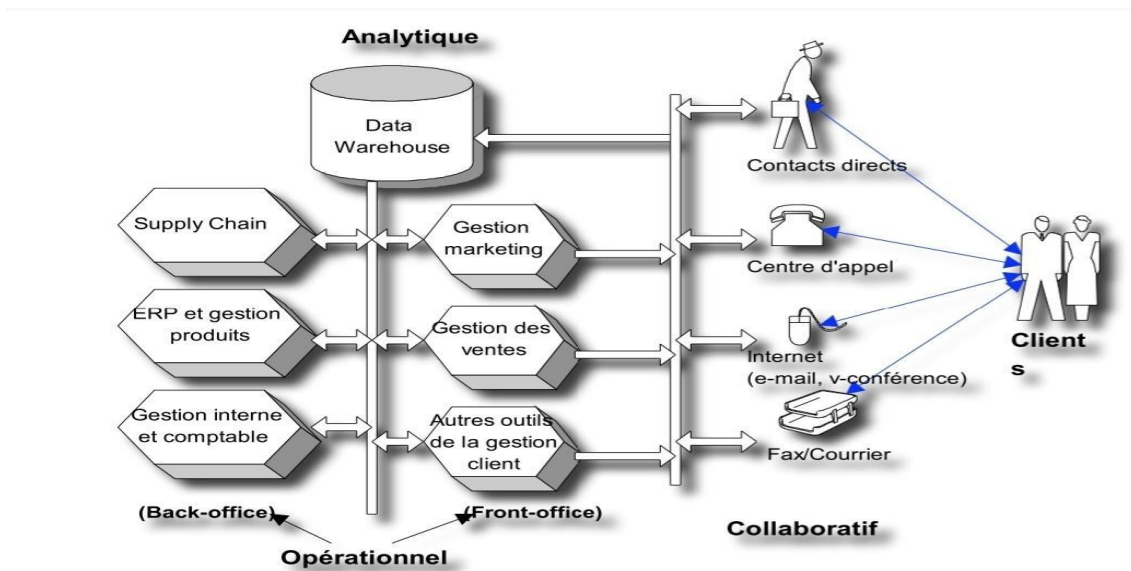 Analytique
Data
Warehouse
Contacts directs
Supply Chain
Gestion
marketing
Centre d'appel
ERP et gestion
produits
Gestion des
ventes
Internet
(e-mail, v-conférence)
Client
s
Gestion interne
et comptable
Autres outils
de la gestion
client
Fax/Courrier
(Back-office)
(Front-office)
Collaboratif
Opérationnel